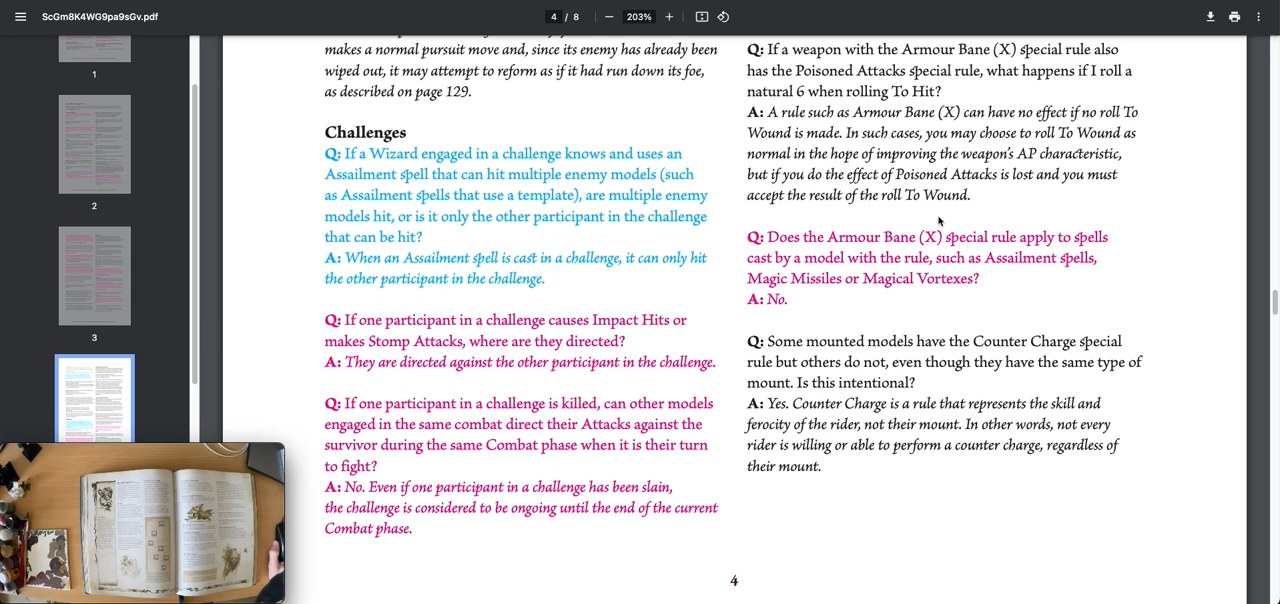 ScGm8K4WG9pa9sGv.pdf
4 / 8
203%
1
2
3
makes a normal pursuit move and, since its enemy has already been
wiped out, it may attempt to reform as if it had run down its foe,
as described on page 129.
Challenges
Q: If a Wizard engaged in a challenge knows and uses an
Assailment spell that can hit multiple enemy models (such
as Assailment spells that use a template), are multiple enemy
models hit, or is it only the other participant in the challenge
that can be hit?
A: When an Assailment spell is cast in a challenge, it can only hit
the other participant in the challenge.
Q: If one participant in a challenge causes Impact Hits or
makes Stomp Attacks, where are they directed?
A: They are directed against the other participant in the challenge.
Q: If one participant in a challenge is killed, can other models
engaged in the same combat direct their Attacks against the
survivor during the same Combat phase when it is their turn
to fight?
A: No. Even if one participant in a challenge has been slain,
the challenge is considered to be ongoing until the end of the current
Combat phase.
Q: If a weapon with the Armour Bane (X) special rule also
has the Poisoned Attacks special rule, what happens if I roll a
natural 6 when rolling To Hit?
A: A rule such as Armour Bane (X) can have no effect if no roll To
Wound is made. In such cases, you may choose to roll To Wound as
normal in the hope of improving the weapon's AP characteristic,
but if you do the effect of Poisoned Attacks is lost and you must
accept the result of the roll To Wound.
Q: Does the Armour Bane (X) special rule apply to spells
cast by a model with the rule, such as Assailment spells,
Magic Missiles or Magical Vortexes?
A: No.
Q: Some mounted models have the Counter Charge special
rule but others do not, even though they have the same type of
mount. Is this intentional?
A: Yes. Counter Charge is a rule that represents the skill and
ferocity of the rider, not their mount. In other words, not every
rider is willing or able to perform a counter charge, regardless of
their mount.
4